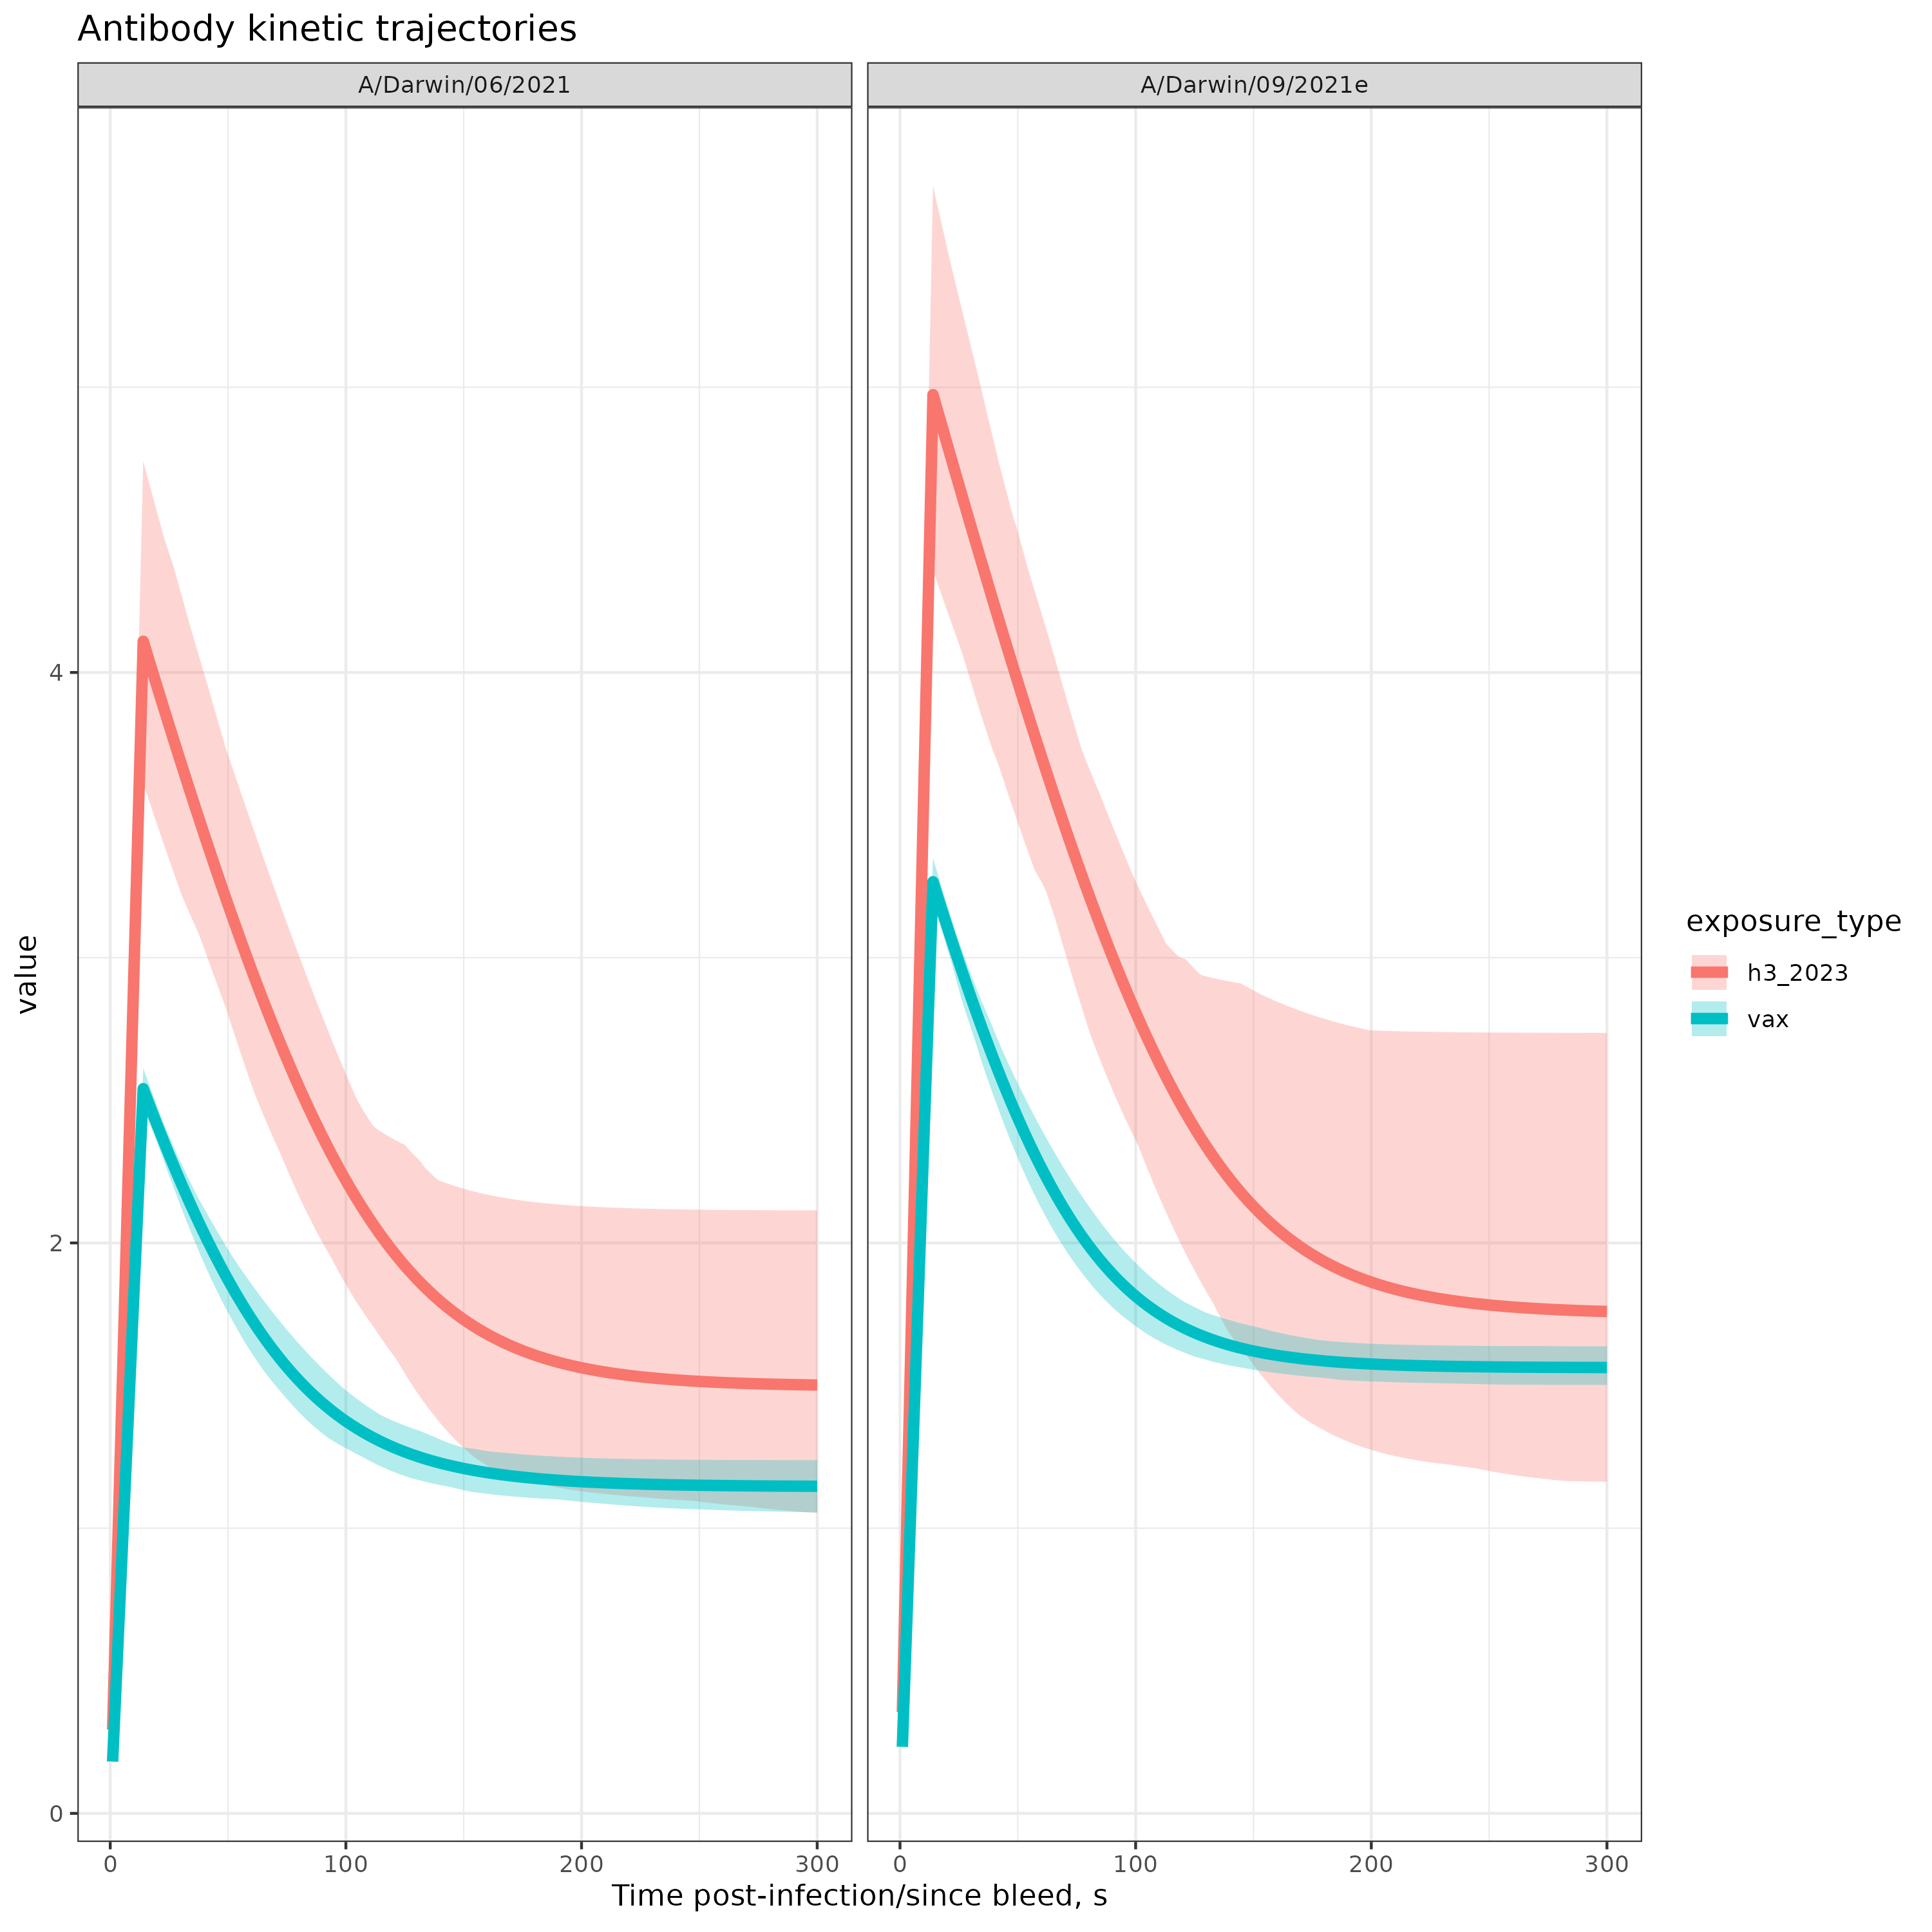 Antibody kinetic trajectories
A/Darwin/06/2021
A/Darwin/09/2021e
value
4
2
0
0 100 200 300
0 100 200 300
Time post-infection/since bleed, s
exposure_type
h3_2023
vax